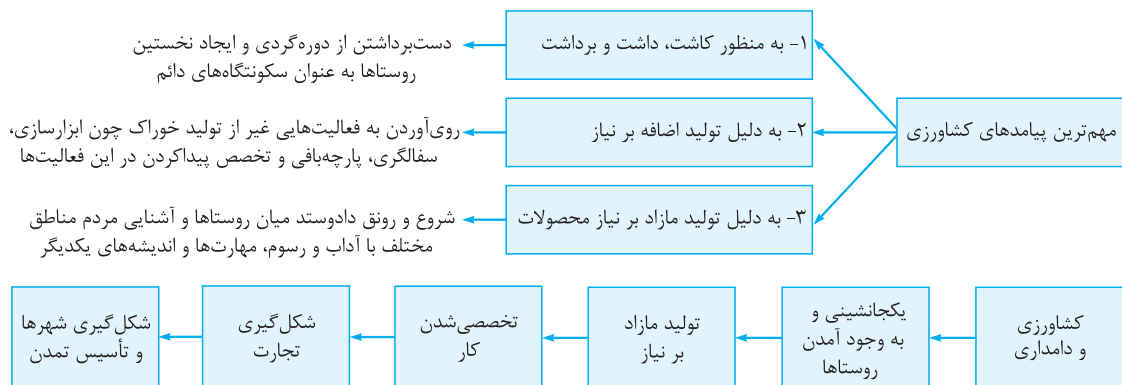 مهم‌ترین پیامدهای کشاورزی
۱- به منظور کاشت، داشت و برداشت
دست‌برداشتن از دوره‌گردی و ایجاد نخستین
روستاها به عنوان سکونتگاه‌های دائم
۲- به دلیل تولید اضافه بر نیاز
روی‌آوردن به فعالیت‌هایی غیر از تولید خوراک چون ابزارسازی،
سفالگری، پارچه‌بافی و تخصص پیداکردن در این فعالیت‌ها
۳- به دلیل تولید مازاد بر نیاز محصولات
شروع و رونق دادوستد میان روستاها و آشنایی مردم مناطق
مختلف با آداب و رسوم، مهارت‌ها و اندیشه‌های یکدیگر
کشاورزی
و دامداری
یکجانشینی و
به وجود آمدن
روستاها
تولید مازاد
بر نیاز
تخصصی‌شدن
کار
شکل‌گیری
تجارت
شکل‌گیری شهرها
و تأسیس تمدن